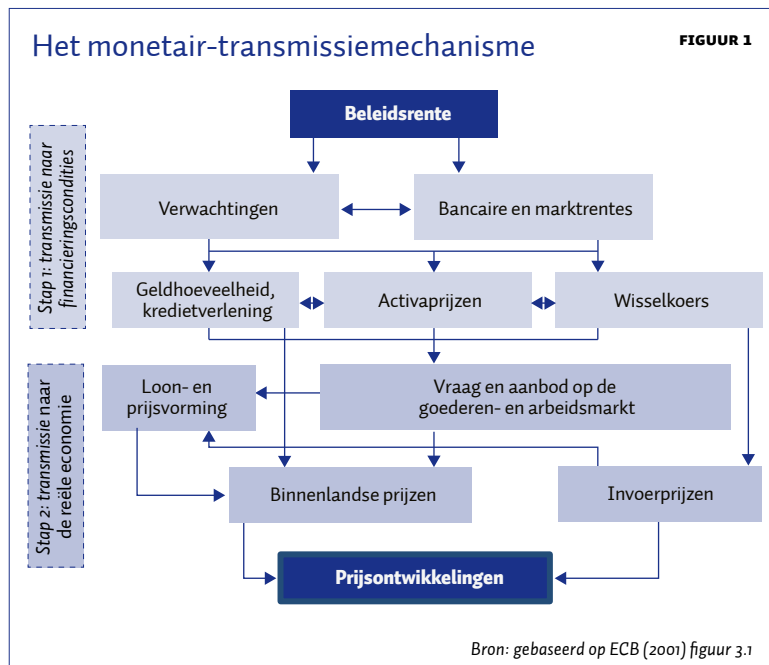 Het monetair-transmissiemechanisme
FIGUUR 1
Stap 1: transmissie naar
financieringscondities
Beleidsrente
Verwachtingen
Bancaire en marktrentes
Geldhoeveelheid,
kredietverlening
Activaprijzen
Wisselkoers
Stap 2: transmissie naar
de reële economie
Loon- en
prijsvorming
Vraag en aanbod op de
goederen- en arbeidsmarkt
Binnenlandse prijzen
Invoerprijzen
Prijsontwikkelingen
Bron: gebaseerd op ECB (2001) figuur 3.1